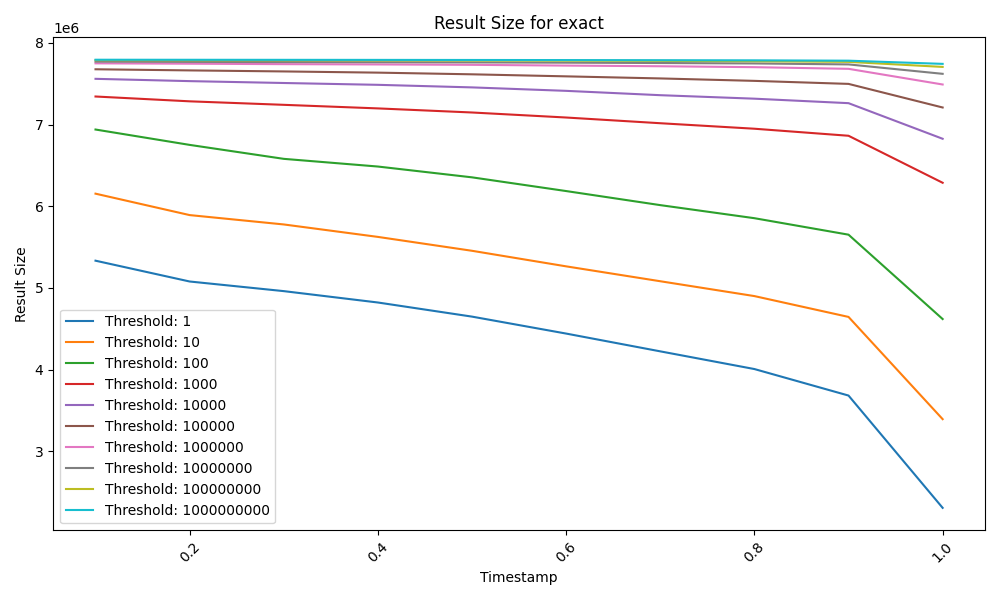 Result Size for exact
1e6
8
7
6
5
4
3
Result Size
Threshold: 1
Threshold: 10
Threshold: 100
Threshold: 1000
Threshold: 10000
Threshold: 100000
Threshold: 1000000
Threshold: 10000000
Threshold: 100000000
Threshold: 1000000000
0.2
0.4
0.6
0.8
1.0
Timestamp